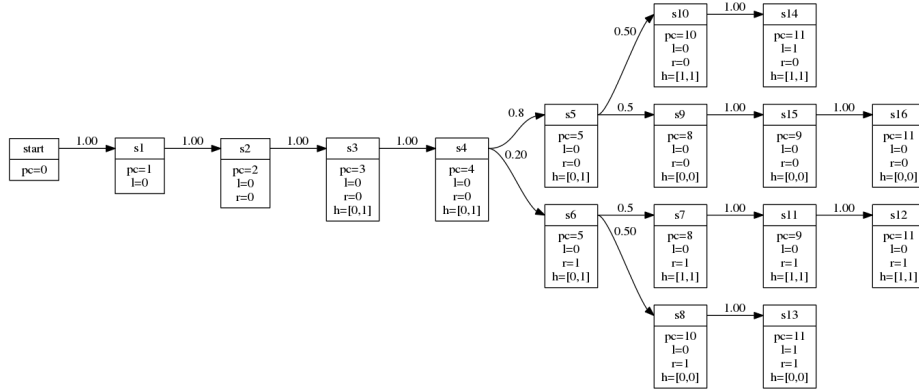 start
pc=0
1.00
s1
pc=1
l=0
1.00
s2
pc=2
l=0
r=0
1.00
s3
pc=3
l=0
r=0
h=[0,1]
1.00
s4
pc=4
l=0
r=0
h=[0,1]
0.8
0.20
s5
pc=5
l=0
r=0
h=[0,1]
s6
pc=5
l=0
r=1
h=[0,1]
0.50
0.5
0.5
0.50
s10
pc=10
l=0
r=0
h=[1,1]
1.00
s14
pc=11
l=1
r=0
h=[1,1]
s9
pc=8
l=0
r=0
h=[0,0]
1.00
s15
pc=9
l=0
r=0
h=[0,0]
1.00
s16
pc=11
l=0
r=0
h=[0,0]
s7
pc=8
l=0
r=1
h=[1,1]
1.00
s11
pc=9
l=0
r=1
h=[1,1]
1.00
s12
pc=11
l=0
r=1
h=[1,1]
s8
pc=10
l=0
r=1
h=[0,0]
1.00
s13
pc=11
l=1
r=1
h=[0,0]